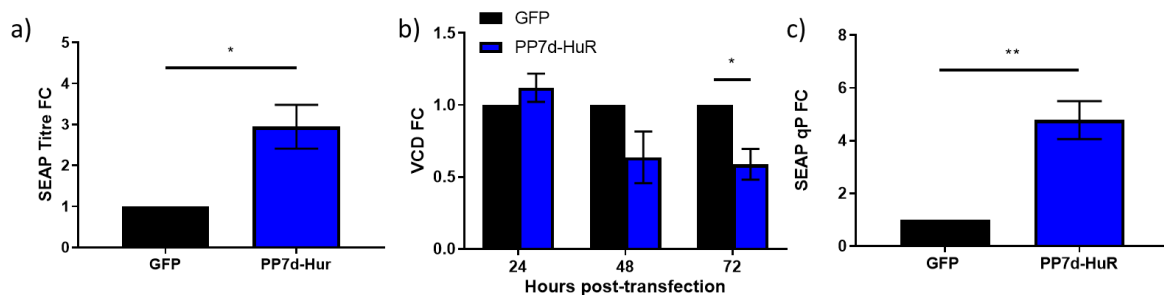 a)
SEAP Titre FC
5
4
3
2
1
0
*
GFP
PP7d-Hur
b)
GFP
PP7d-HuR
VCD FC
1.5
1.0
0.5
0.0
*
24
48
72
Hours post-transfection
c)
SEAP qP FC
8
6
4
2
0
**
GFP
PP7d-HuR